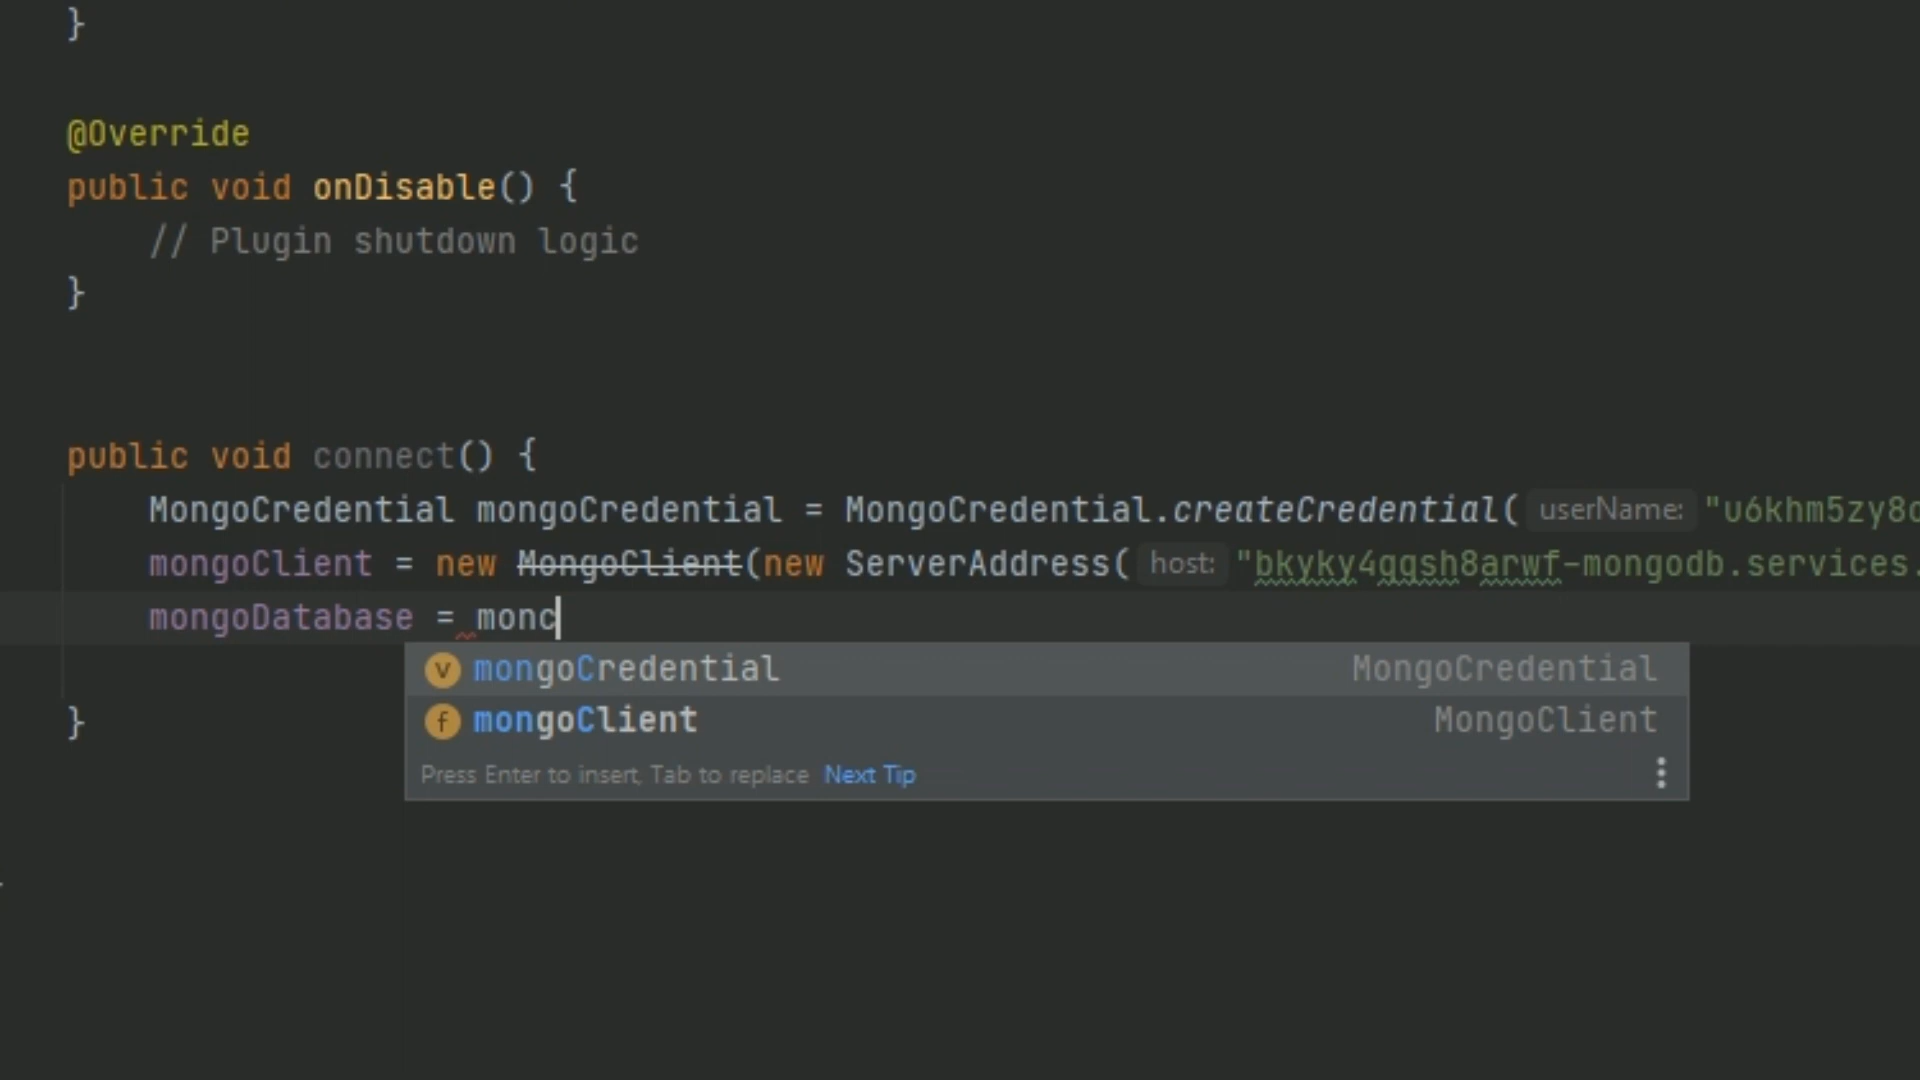 }
@Override
public void onDisable() {
// Plugin shutdown logic
}
public void connect() {
MongoCredential mongoCredential = MongoCredential.createCredential( userName: "u6khm5zy8
mongoClient = new MongoClient(new ServerAddress( host: "bkyky4gqsh8arwf-mongodb.services.
mongoDatabase = monc
v mongoCredential MongoCredential
f mongoClient MongoClient
Press Enter to insert, Tab to replace Next Tip
}